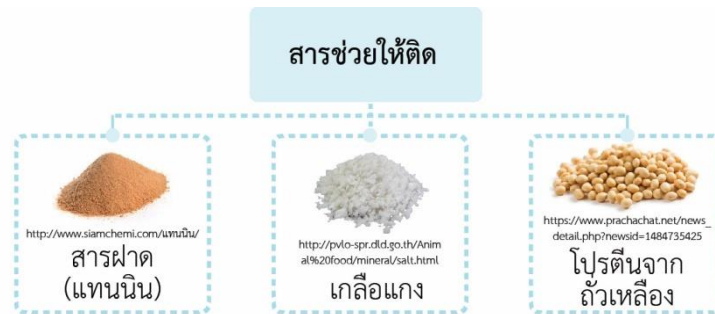 สารช่วยให้ติด
http://www.siamchemi.com/แทนนิน/
สารฝาด
(แทนนิน)
http://pvlo-spr.dld.go.th/Anim
al%20food/mineral/salt.html
เกลือแกง
https://www.prachachat.net/news_
detail.php?newsid=1484735425
โปรตีนจาก
ถั่วเหลือง